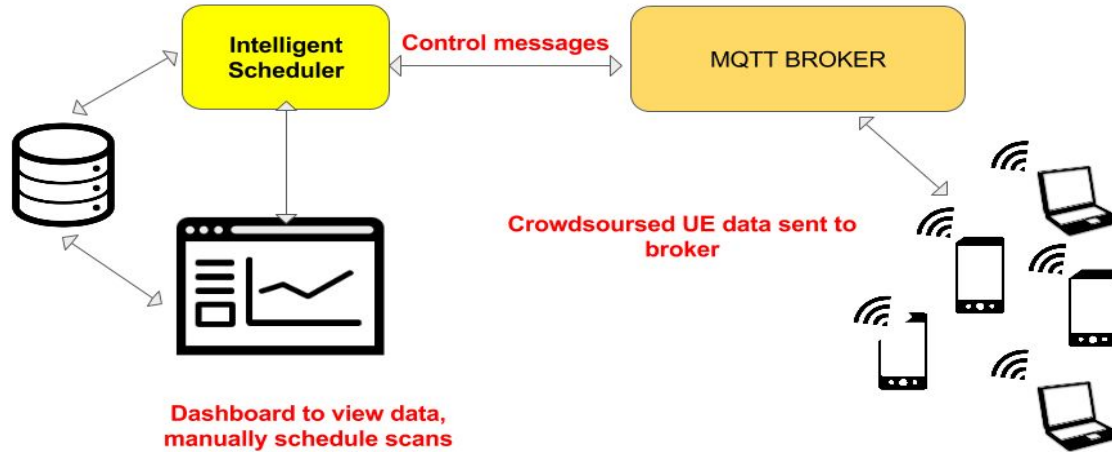 Intelligent
Scheduler
Control messages
MQTT BROKER
Crowdsoursed UE data sent to
broker
Dashboard to view data,
manually schedule scans